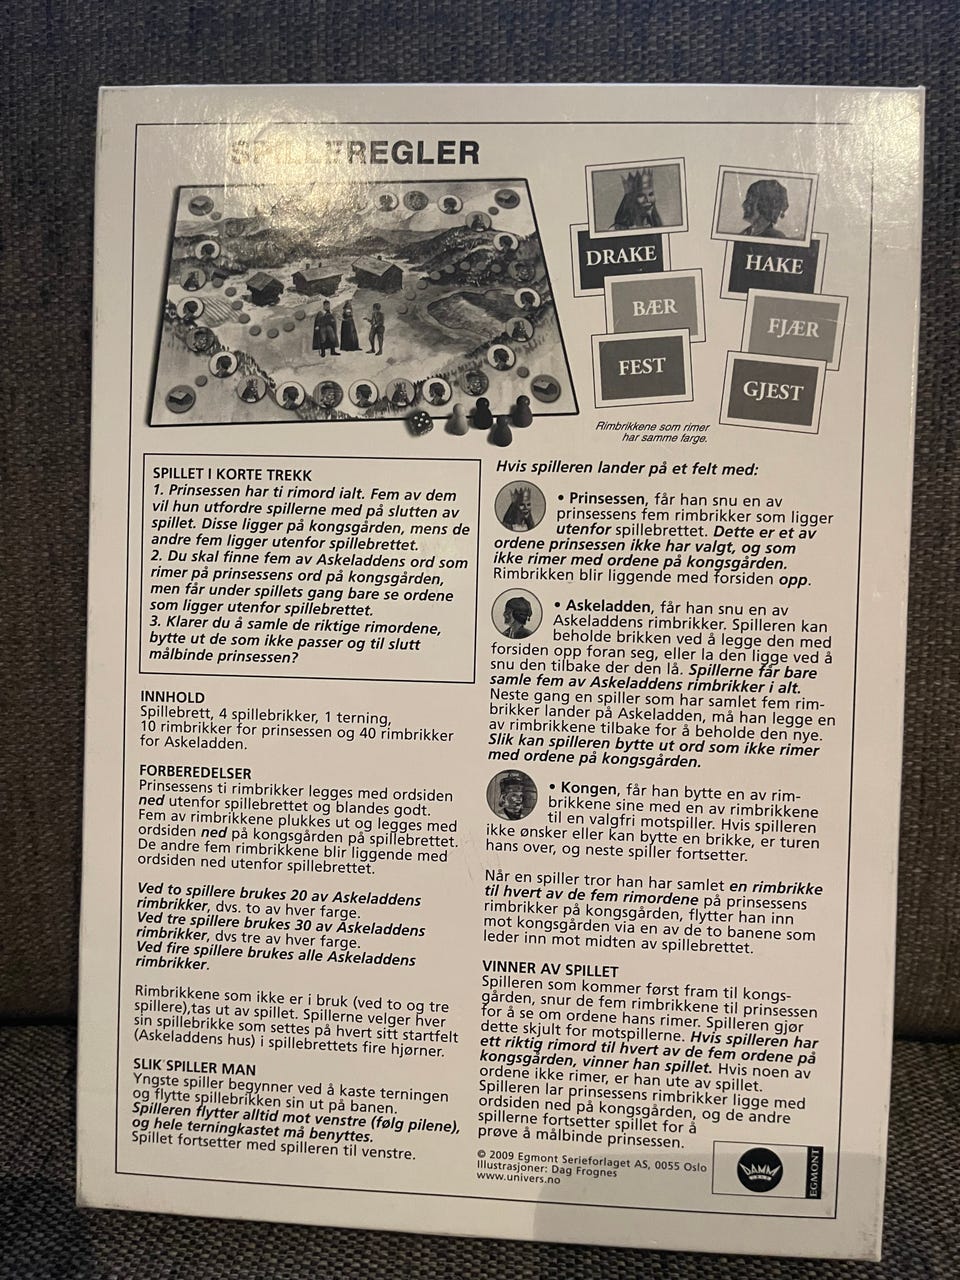 SPILLEREGLER
DRAKE
HAKE
BÆR
FJÆR
FEST
GJEST
Rimbrikkene som rimer
har samme farge.
SPILLET I KORTE TREKK
1. Prinsessen har ti rimord ialt. Fem av dem
vil hun utfordre spillerne med på slutten av
spillet. Disse ligger på kongsgården, mens de
andre fem ligger utenfor spillebrettet.
2. Du skal finne fem av Askeladdens ord som
rimer på prinsessens ord på kongsgården,
men får under spillets gang bare se ordene
som ligger utenfor spillebrettet.
3. Klarer du å samle de riktige rimordene,
bytte ut de som ikke passer og til slutt
målbinde prinsessen?
INNHOLD
Spillebrett, 4 spillebrikker, 1 terning,
10 rimbrikker for prinsessen og 40 rimbrikker
for Askeladden.
FORBEREDELSER
Prinsessens ti rimbrikker legges med ordsiden
ned utenfor spillebrettet og blandes godt.
Fem av rimbrikkene plukkes ut og legges med
ordsiden ned på kongsgården på spillebrettet.
De andre fem rimbrikkene blir liggende med
ordsiden ned utenfor spillebrettet.
Ved to spillere brukes 20 av Askeladdens
rimbrikker, dvs. to av hver farge.
Ved tre spillere brukes 30 av Askeladdens
rimbrikker, dvs tre av hver farge.
Ved fire spillere brukes alle Askeladdens
rimbrikker.
Rimbrikkene som ikke er i bruk (ved to og tre
spillere),tas ut av spillet. Spillerne velger hver
sin spillebrikke som settes på hvert sitt startfelt
(Askeladdens hus) i spillebrettets fire hjørner.
SLIK SPILLER MAN
Yngste spiller begynner ved å kaste terningen
og flytte spillebrikken sin ut på banen.
Spilleren flytter alltid mot venstre (følg pilene),
og hele terningkastet må benyttes.
Spillet fortsetter med spilleren til venstre.
Hvis spilleren lander på et felt med:
• Prinsessen, får han snu en av
prinsessens fem rimbrikker som ligger
utenfor spillebrettet. Dette er et av
ordene prinsessen ikke har valgt, og som
ikke rimer med ordene på kongsgården.
Rimbrikken blir liggende med forsiden opp.
• Askeladden, får han snu en av
Askeladdens rimbrikker. Spilleren kan
beholde brikken ved å legge den med
forsiden opp foran seg, eller la den ligge ved å
snu den tilbake der den lå. Spillerne får bare
samle fem av Askeladdens rimbrikker i alt.
Neste gang en spiller som har samlet fem rim-
brikker lander på Askeladden, må han legge en
av rimbrikkene tilbake for å beholde den nye.
Slik kan spilleren bytte ut ord som ikke rimer
med ordene på kongsgården.
• Kongen, får han bytte en av rim-
brikkene sine med en av rimbrikkene
til en valgfri motspiller. Hvis spilleren
ikke ønsker eller kan bytte en brikke, er turen
hans over, og neste spiller fortsetter.
Når en spiller tror han har samlet en rimbrikke
til hvert av de fem rimordene på prinsessens
rimbrikker på kongsgården, flytter han inn
mot kongsgården via en av de to banene som
leder inn mot midten av spillebrettet.
VINNER AV SPILLET
Spilleren som kommer først fram til kongs-
gården, snur de fem rimbrikkene til prinsessen
for å se om ordene hans rimer. Spilleren gjør
dette skjult for motspillerne. Hvis spilleren har
ett riktig rimord til hvert av de fem ordene på
kongsgården, vinner han spillet. Hvis noen av
ordene ikke rimer, er han ute av spillet.
Spilleren lar prinsessens rimbrikker ligge med
ordsiden ned på kongsgården, og de andre
spillerne fortsetter spillet for å
prøve å målbinde prinsessen.
© 2009 Egmont Serieforlaget AS, 0055 Oslo
Illustrasjoner: Dag Frognes
www.univers.no
DAMM
EGMONT